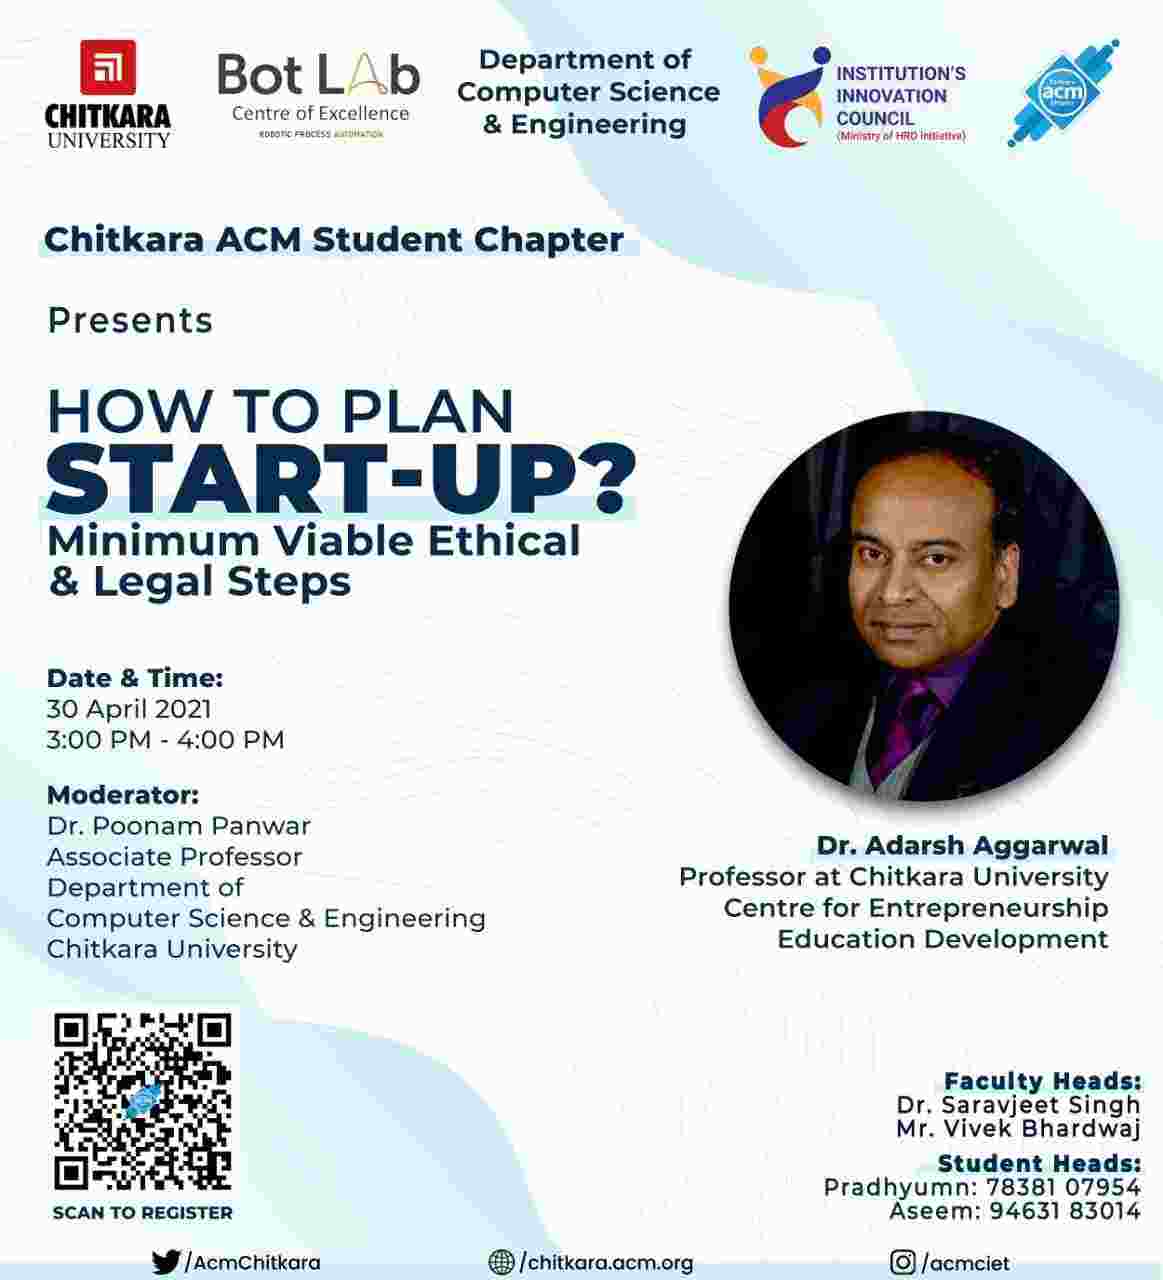 CHITKARA
UNIVERSITY
Bot LAb
Centre of Excellence
ROBOTIC PROCESS AUTOMATION
Department of
Computer Science
& Engineering
INSTITUTION'S
INNOVATION
COUNCIL
(Ministry of HRD Initiative)
acm
Chitkara ACM Student Chapter
Presents
HOW TO PLAN
START-UP?
Minimum Viable Ethical
& Legal Steps
Date & Time:
30 April 2021
3:00 PM - 4:00 PM
Moderator:
Dr. Poonam Panwar
Associate Professor
Department of
Computer Science & Engineering
Chitkara University
Dr. Adarsh Aggarwal
Professor at Chitkara University
Centre for Entrepreneurship
Education Development
SCAN TO REGISTER
Faculty Heads:
Dr. Saravjeet Singh
Mr. Vivek Bhardwaj
Student Heads:
Pradhyumn: 78381 07954
Aseem: 94631 83014
/AcmChitkara
/chitkara.acm.org
/acmciet